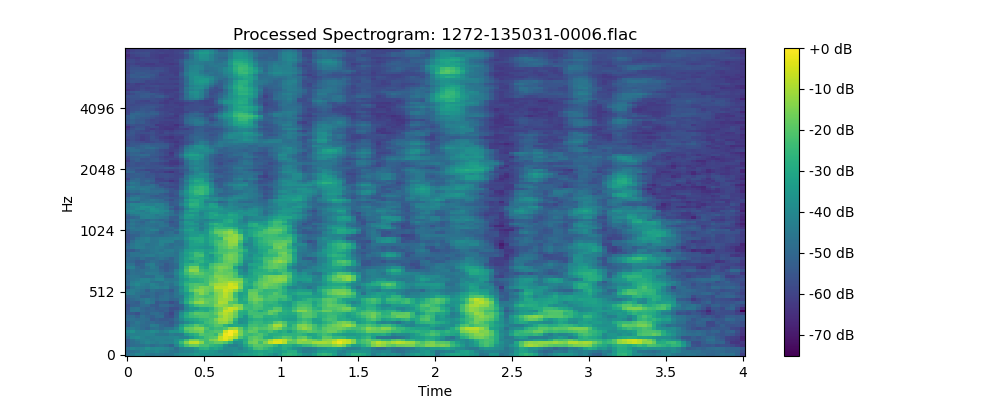 Processed Spectrogram: 1272-135031-0006.flac
Hz
4096
2048
1024
512
0
0
0.5
1
1.5
2
2.5
3
3.5
4
Time
+0 dB
-10 dB
-20 dB
-30 dB
-40 dB
-50 dB
-60 dB
-70 dB